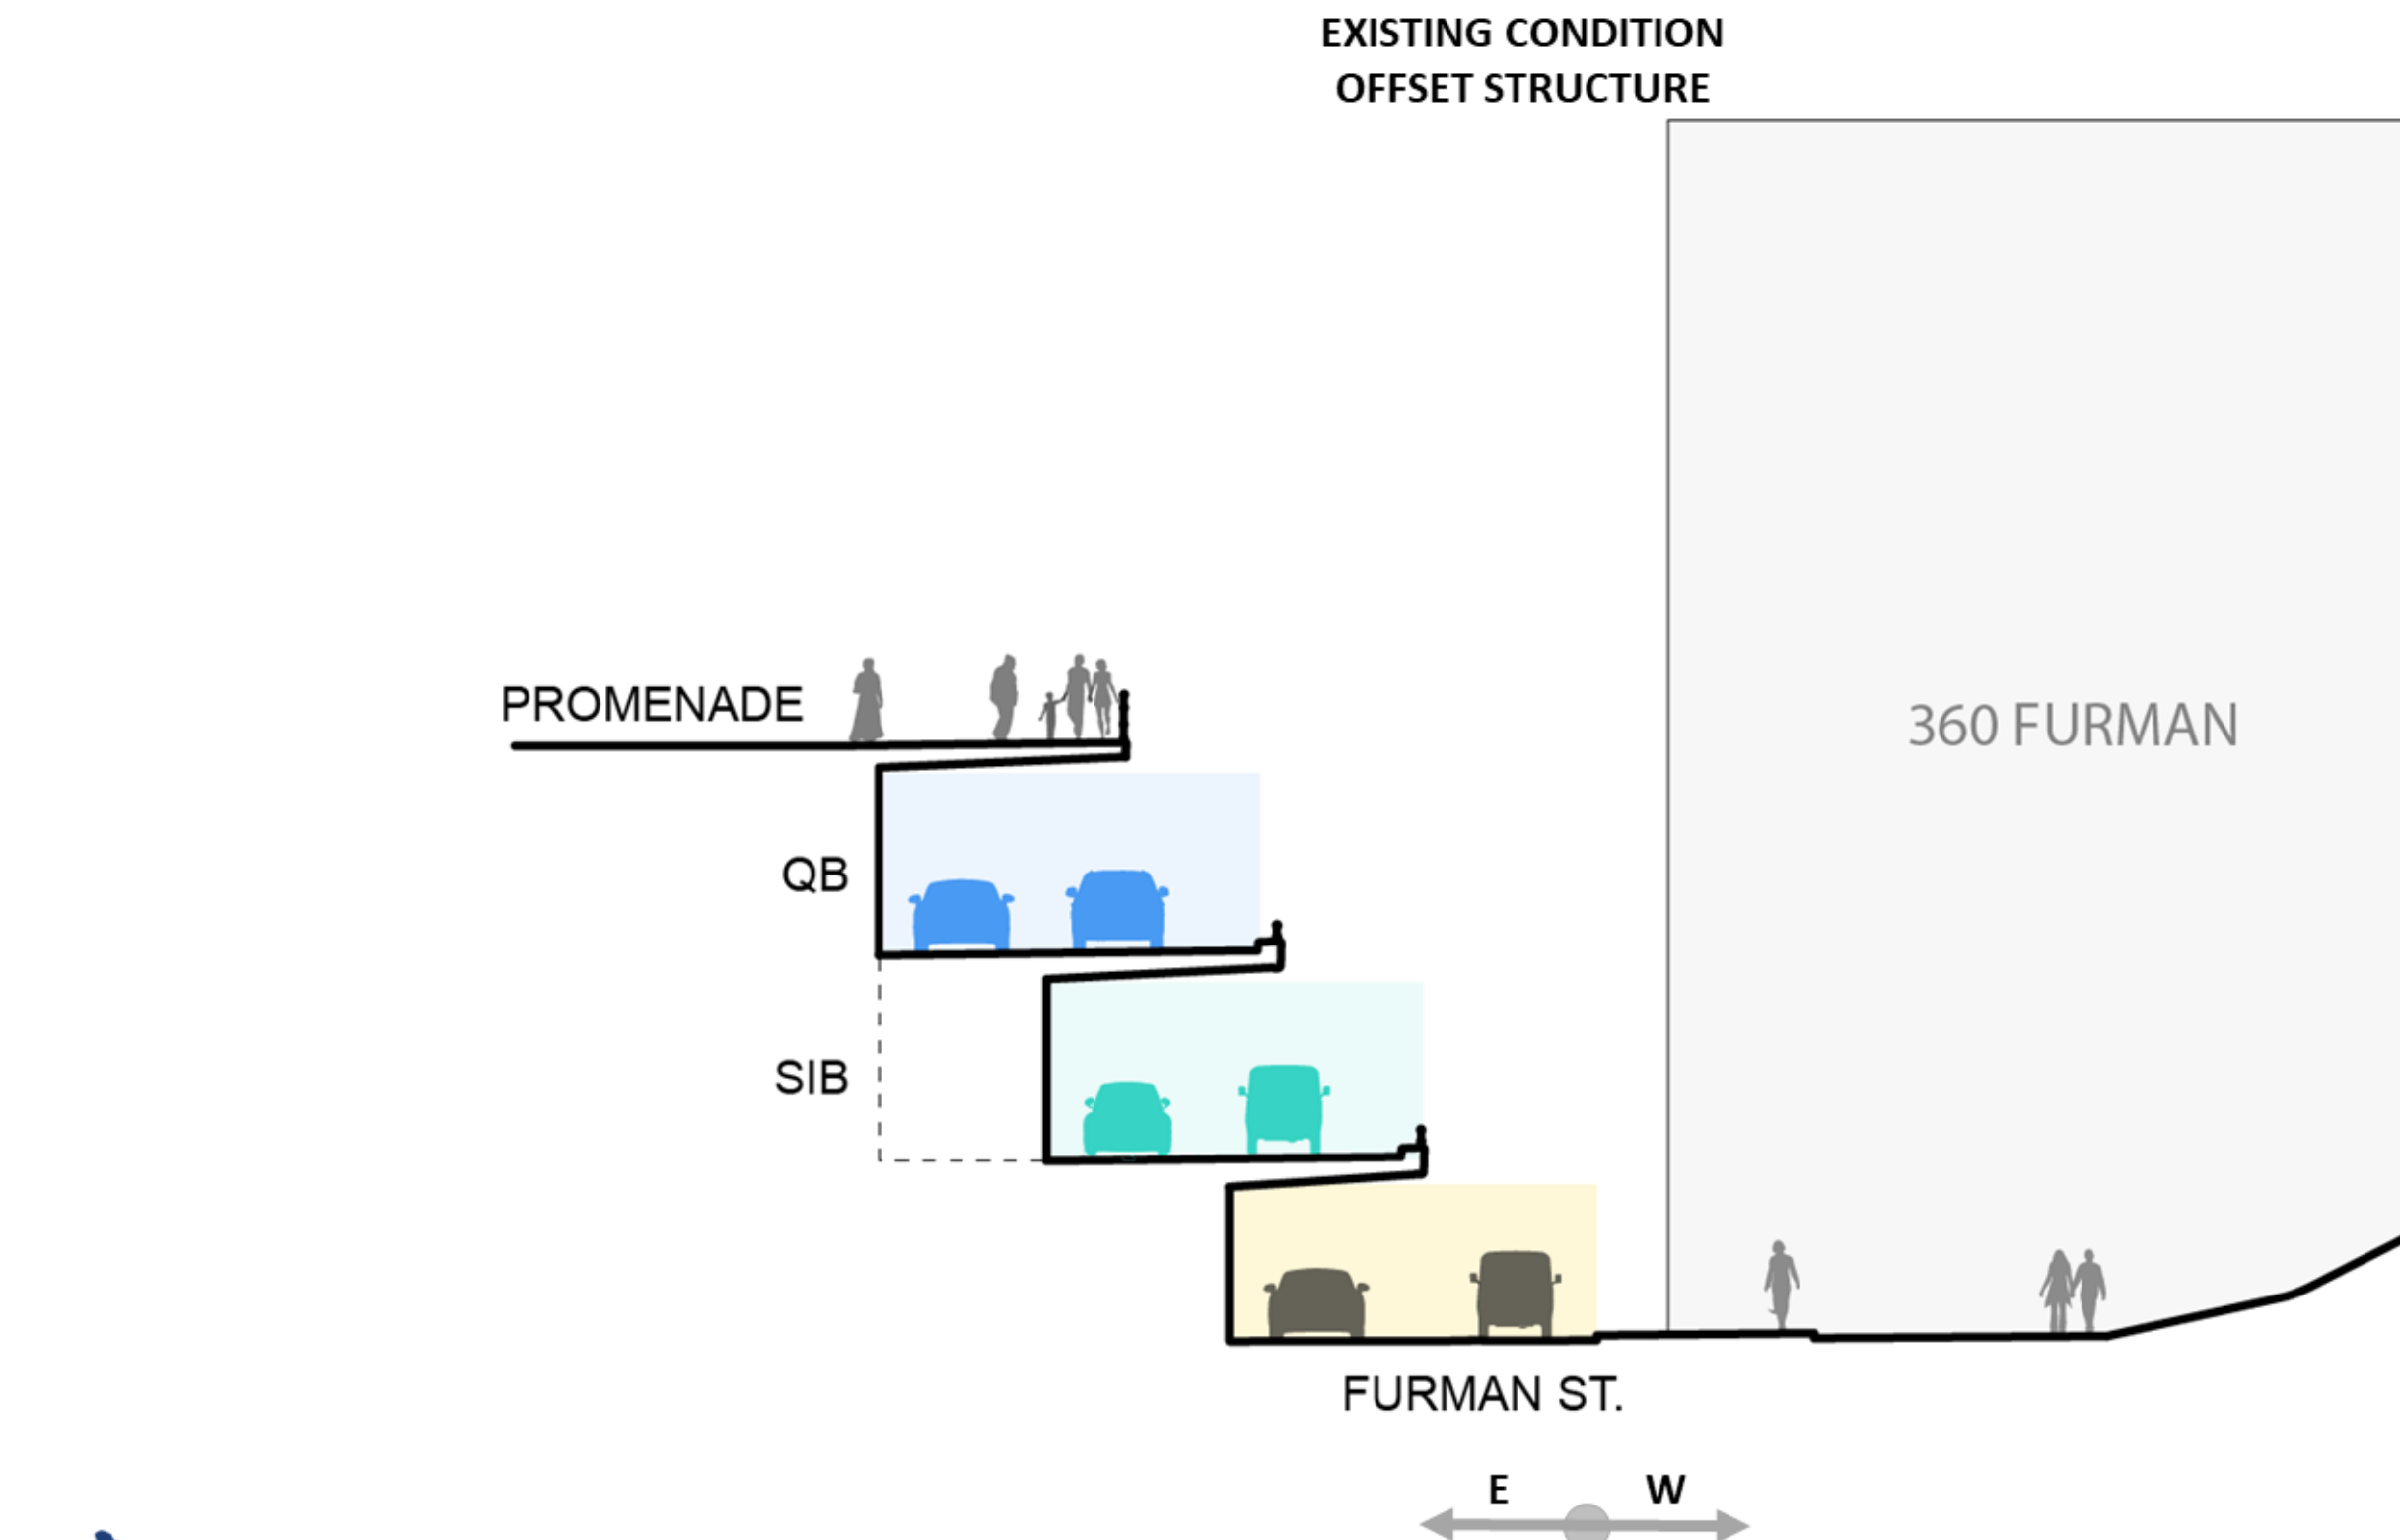 EXISTING CONDITION
OFFSET STRUCTURE
PROMENADE
360 FURMAN
QB
SIB
FURMAN ST.
E W